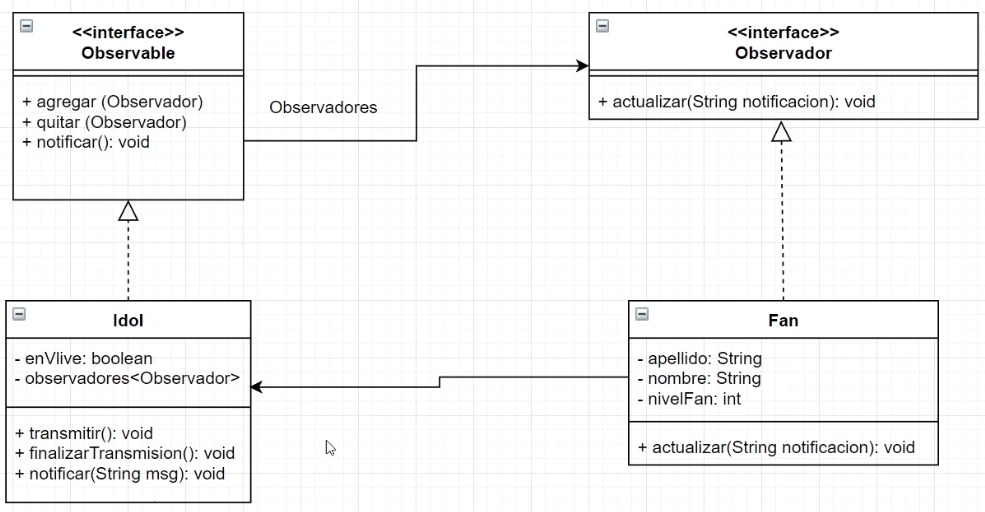 <<interface>>
Observable
+ agregar (Observador)
+ quitar (Observador)
+ notificar(): void
Observadores
<<interface>>
Observador
+ actualizar(String notificacion): void
Idol
- enVlive: boolean
- observadores<Observador>
+ transmitir(): void
+ finalizarTransmision(): void
+ notificar(String msg): void
Fan
- apellido: String
- nombre: String
- nivelFan: int
+ actualizar(String notificacion): void